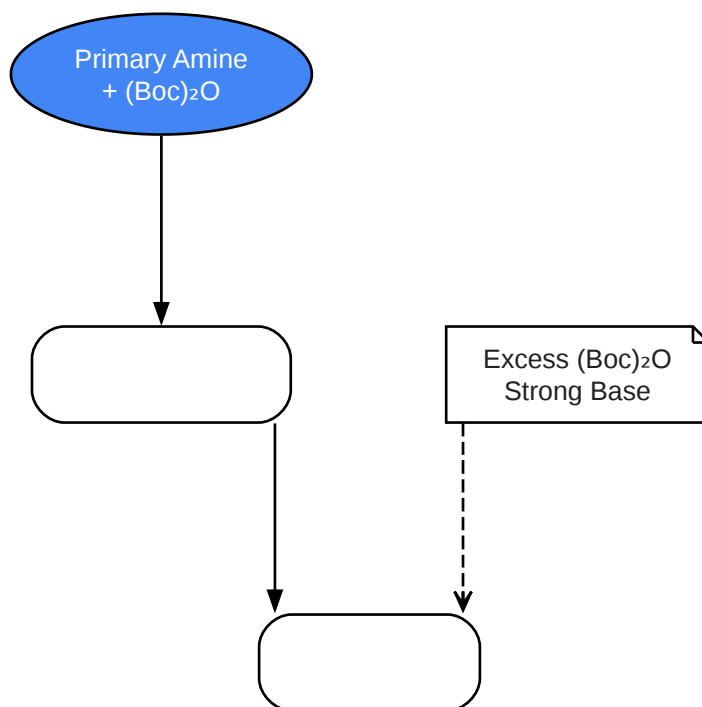 Primary Amine
+ (Boc)₂O
Excess (Boc)₂O
Strong Base